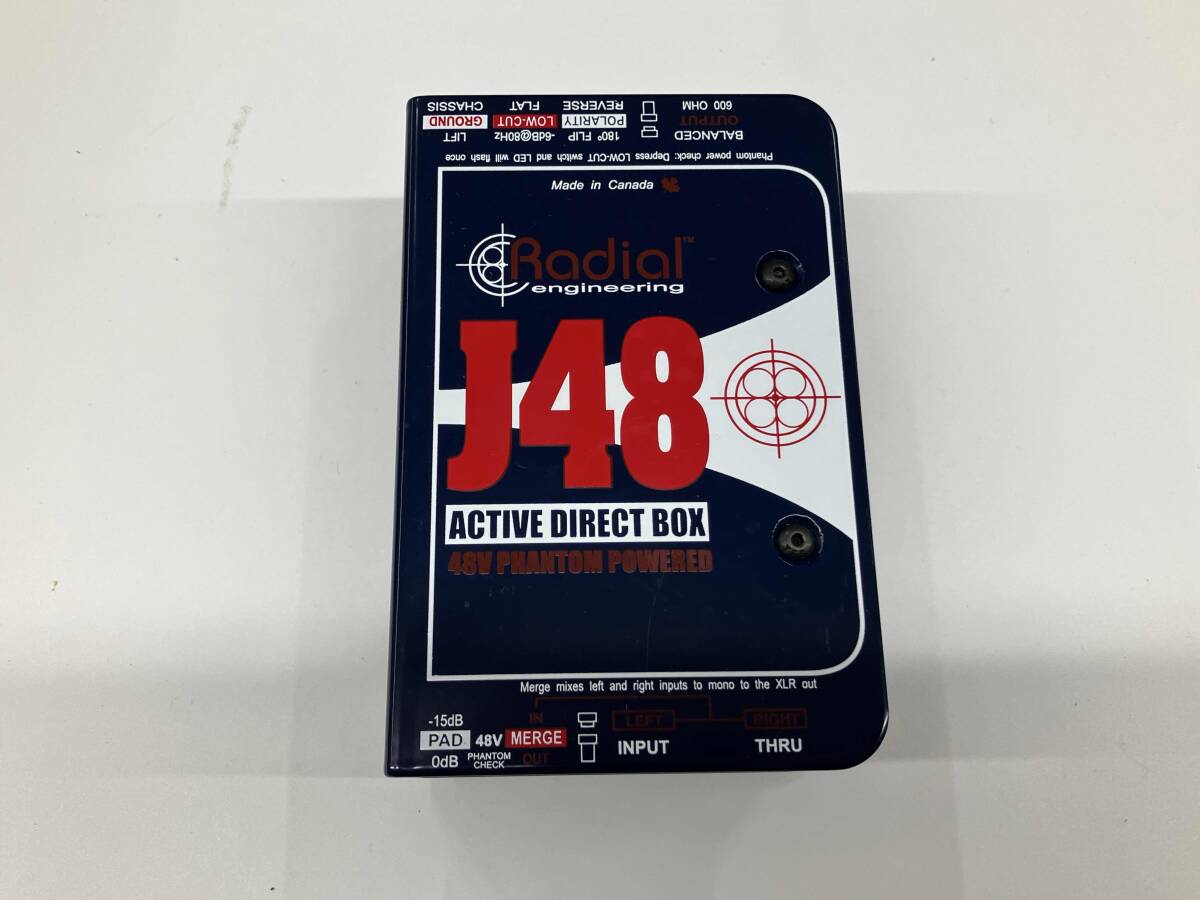 CHASSIS FLAT REVERSE 600 OHM
GROUND LOW-CUT POLARITY OUTPUT
LIFT -6dB@80Hz 180° FLIP BALANCED
Phantom power check: Depress LOW-CUT switch and LED will flash once
Made in Canada
Radial™
engineering
J48
ACTIVE DIRECT BOX
48V PHANTOM POWERED
Merge mixes left and right inputs to mono to the XLR out
-15dB IN LEFT RIGHT
PAD 48V MERGE INPUT THRU
0dB PHANTOM CHECK OUT